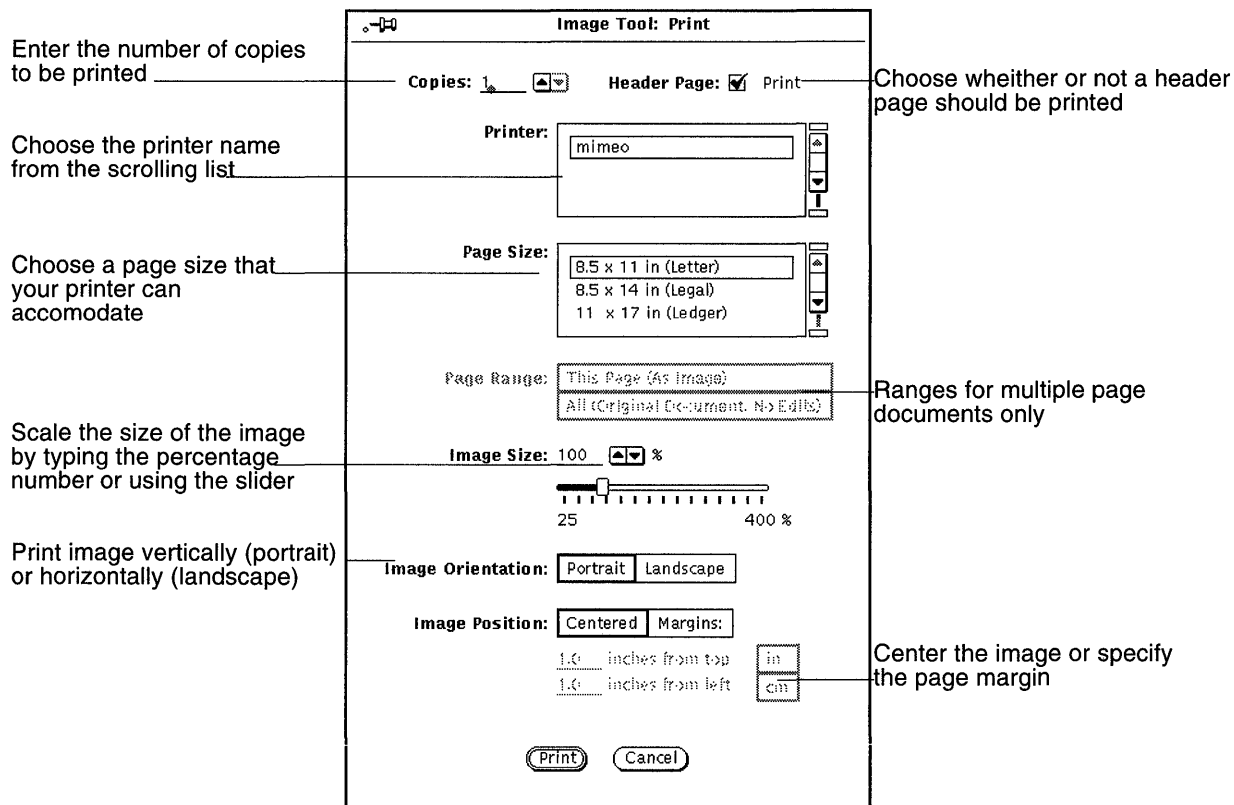 Image Tool: Print
Enter the number of copies
to be printed
Copies: 1
Header Page: Print
Choose wheither or not a header
page should be printed
Choose the printer name
from the scrolling list
Printer:
mimeo
Choose a page size that
your printer can
accomodate
Page Size:
8.5 x 11 in (Letter)
8.5 x 14 in (Legal)
11 x 17 in (Ledger)
Page Range:
This Page (As Image)
All (Original Document, No Edits)
Ranges for multiple page
documents only
Scale the size of the image
by typing the percentage
number or using the slider
Image Size: 100 %
25 400 %
Print image vertically (portrait)
or horizontally (landscape)
Image Orientation: Portrait Landscape
Image Position: Centered Margins:
1.0 inches from top in
1.0 inches from left cm
Center the image or specify
the page margin
Print Cancel